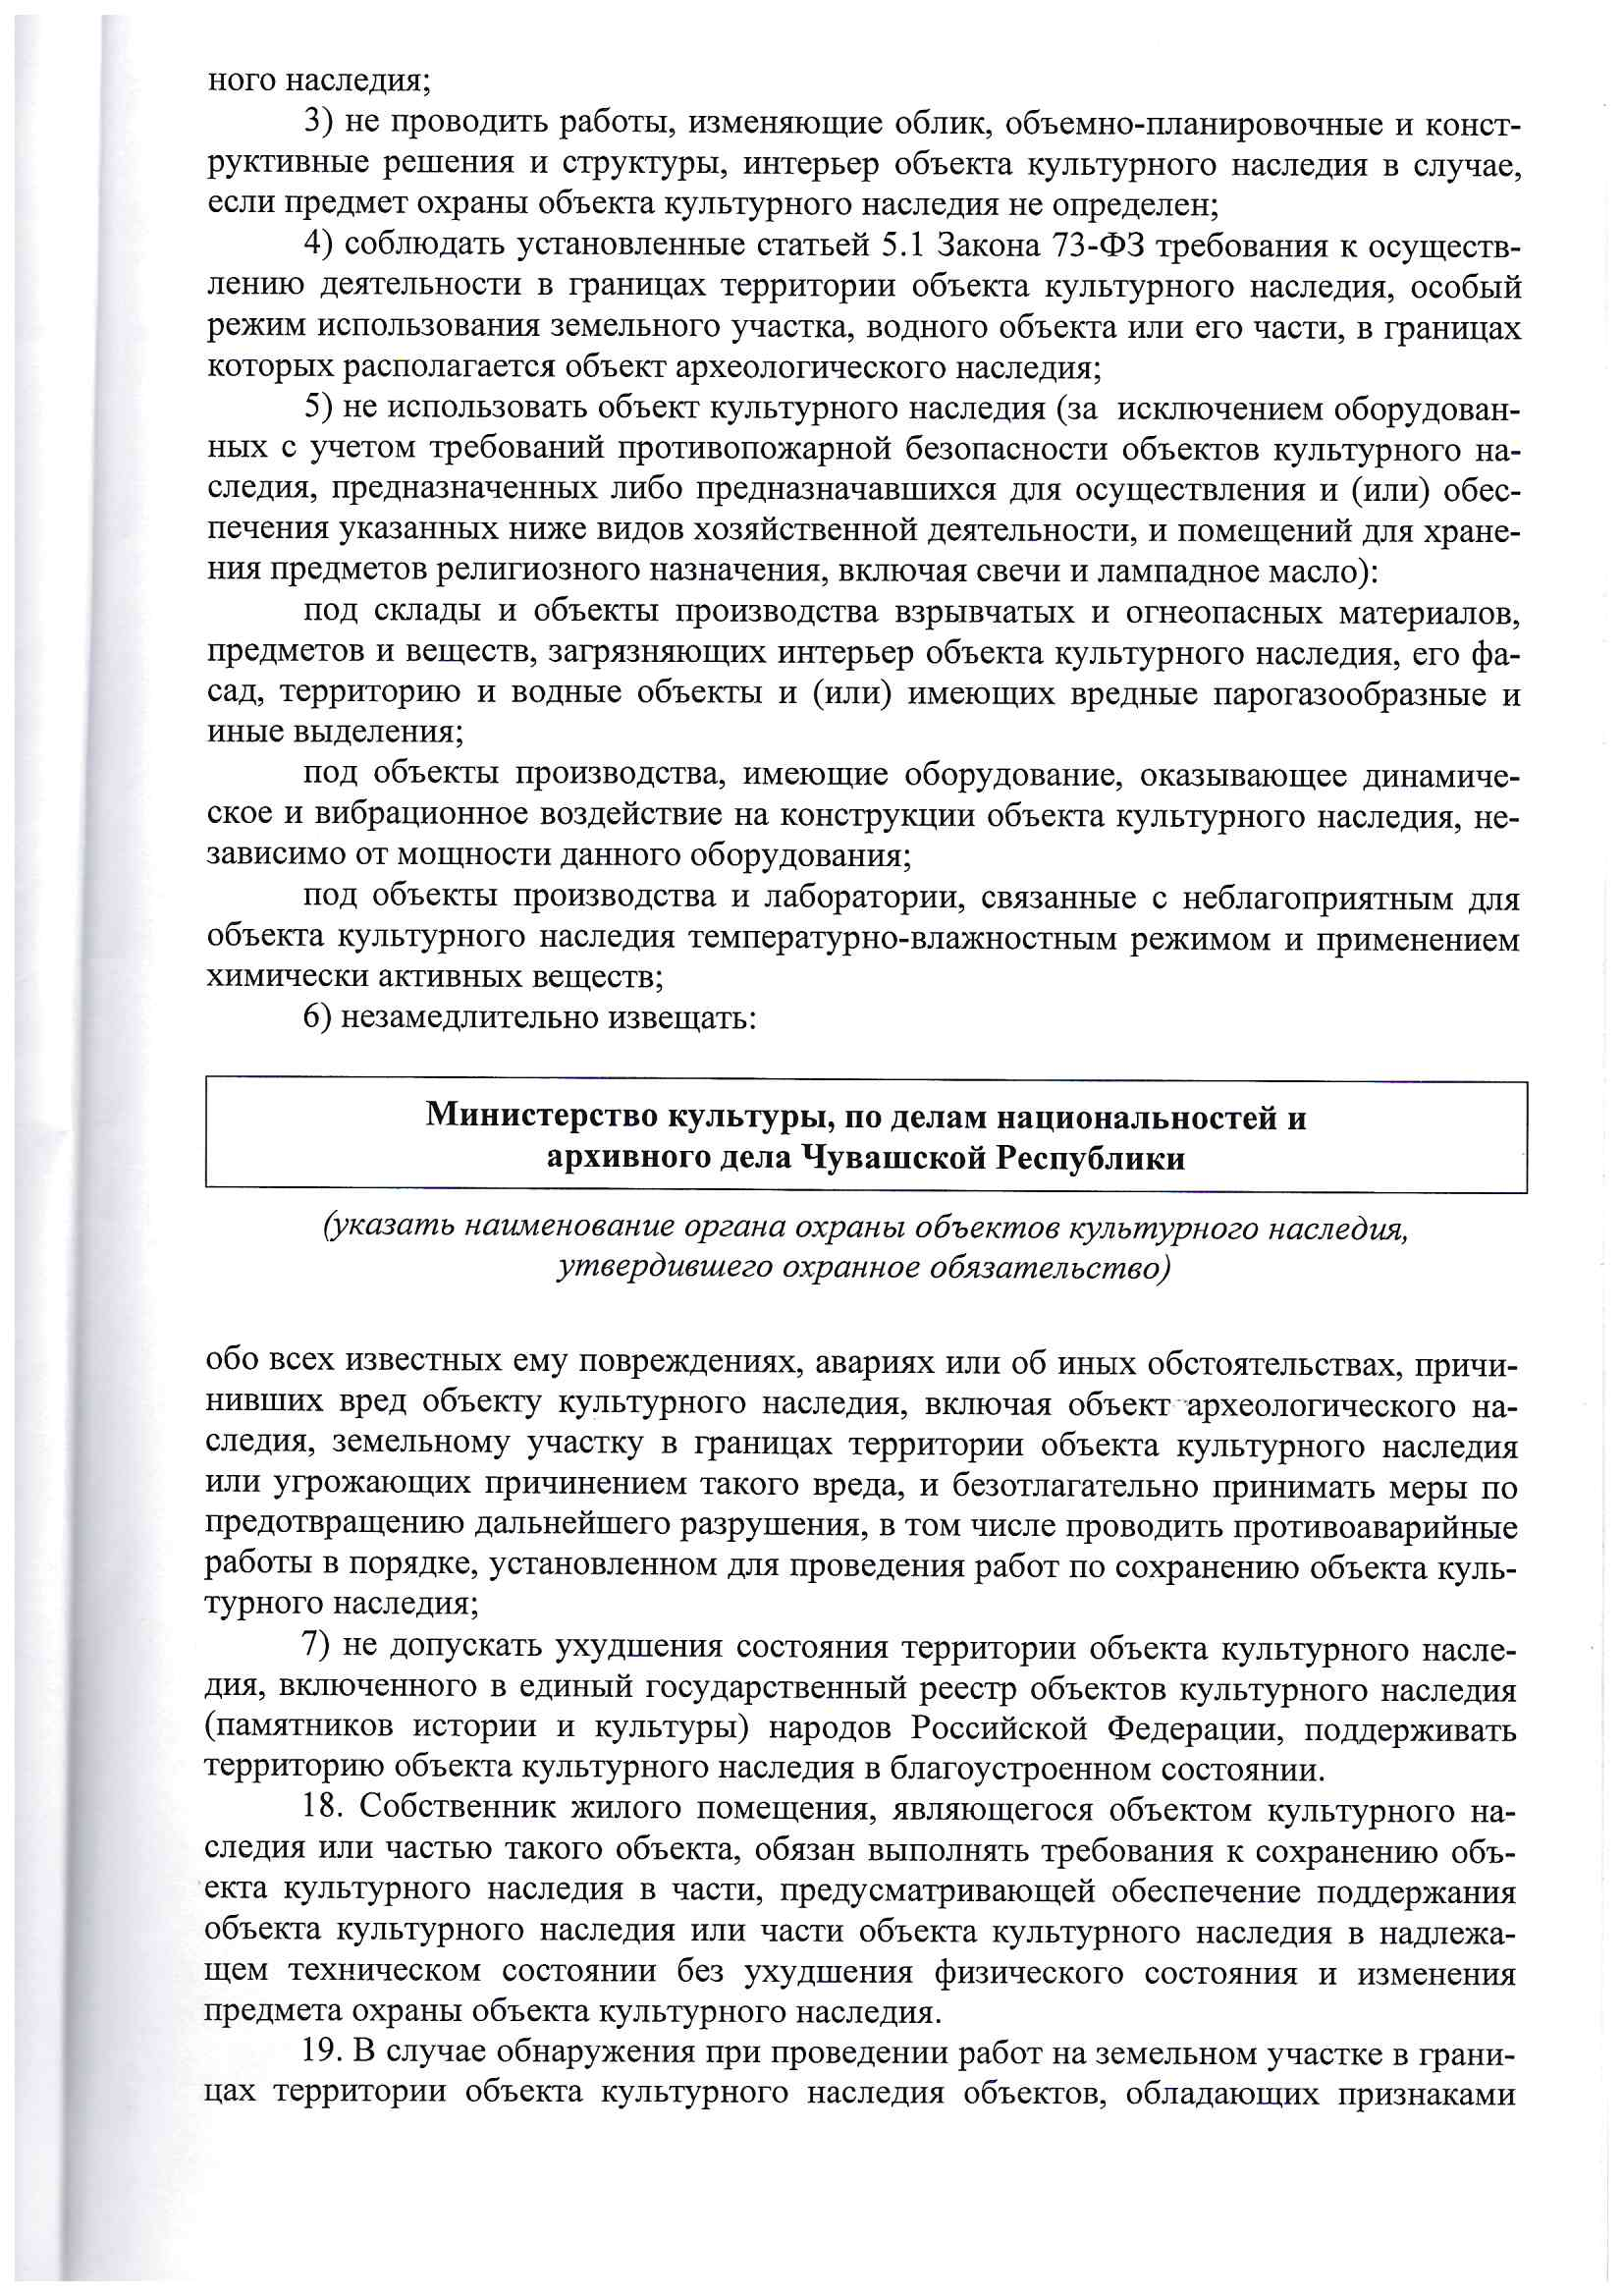 ного наследия;
3) не проводить работы, изменяющие облик, объемно-планировочные и конст-
руктивные решения и структуры, интерьер объекта культурного наследия в случае,
если предмет охраны объекта культурного наследия не определен;
4) соблюдать установленные статьей 5.1 Закона 73-ФЗ требования к осуществ-
лению деятельности в границах территории объекта культурного наследия, особый
режим использования земельного участка, водного объекта или его части, в границах
которых располагается объект археологического наследия;
5) не использовать объект культурного наследия (за исключением оборудован-
ных с учетом требований противопожарной безопасности объектов культурного на-
следия, предназначенных либо предназначавшихся для осуществления и (или) обес-
печения указанных ниже видов хозяйственной деятельности, и помещений для хране-
ния предметов религиозного назначения, включая свечи и лампадное масло):
под склады и объекты производства взрывчатых и огнеопасных материалов,
предметов и веществ, загрязняющих интерьер объекта культурного наследия, его фа-
сад, территорию и водные объекты и (или) имеющих вредные парогазообразные и
иные выделения;
под объекты производства, имеющие оборудование, оказывающее динамиче-
ское и вибрационное воздействие на конструкции объекта культурного наследия, не-
зависимо от мощности данного оборудования;
под объекты производства и лаборатории, связанные с неблагоприятным для
объекта культурного наследия температурно-влажностным режимом и применением
химически активных веществ;
6) незамедлительно извещать:
Министерство культуры, по делам национальностей и
архивного дела Чувашской Республики
(указать наименование органа охраны объектов культурного наследия,
утвердившего охранное обязательство)
обо всех известных ему повреждениях, авариях или об иных обстоятельствах, причи-
нивших вред объекту культурного наследия, включая объект археологического на-
следия, земельному участку в границах территории объекта культурного наследия
или угрожающих причинением такого вреда, и безотлагательно принимать меры по
предотвращению дальнейшего разрушения, в том числе проводить противоаварийные
работы в порядке, установленном для проведения работ по сохранению объекта куль-
турного наследия;
7) не допускать ухудшения состояния территории объекта культурного насле-
дия, включенного в единый государственный реестр объектов культурного наследия
(памятников истории и культуры) народов Российской Федерации, поддерживать
территорию объекта культурного наследия в благоустроенном состоянии.
18. Собственник жилого помещения, являющегося объектом культурного на-
следия или частью такого объекта, обязан выполнять требования к сохранению объ-
екта культурного наследия в части, предусматривающей обеспечение поддержания
объекта культурного наследия или части объекта культурного наследия в надлежа-
щем техническом состоянии без ухудшения физического состояния и изменения
предмета охраны объекта культурного наследия.
19. В случае обнаружения при проведении работ на земельном участке в грани-
цах территории объекта культурного наследия объектов, обладающих признаками